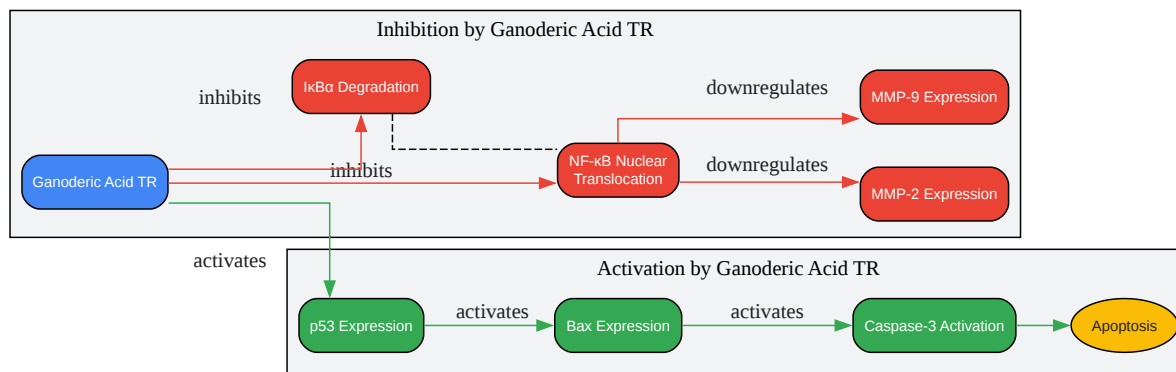 Inhibition by Ganoderic Acid TR
inhibits
IκBα Degradation
downregulates
MMP-9 Expression
Ganoderic Acid TR
inhibits
NF-κB Nuclear
Translocation
downregulates
MMP-2 Expression
activates
Activation by Ganoderic Acid TR
p53 Expression
activates
Bax Expression
activates
Caspase-3 Activation
Apoptosis